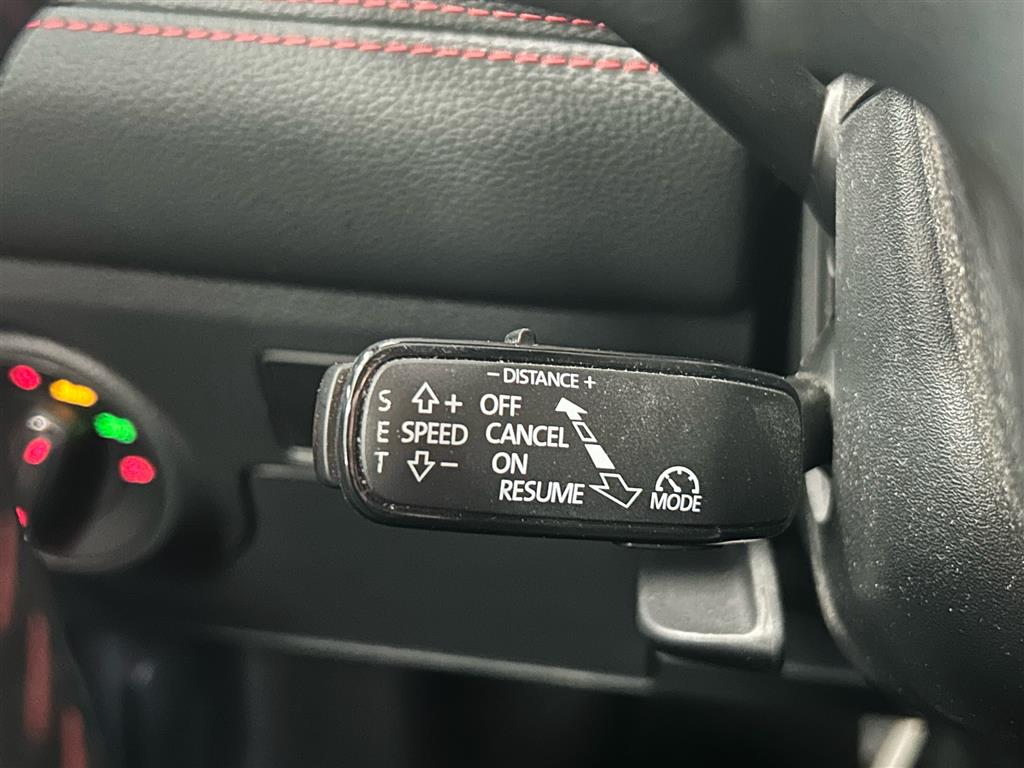 − DISTANCE +
S + OFF
E SPEED CANCEL
T − ON
RESUME
MODE